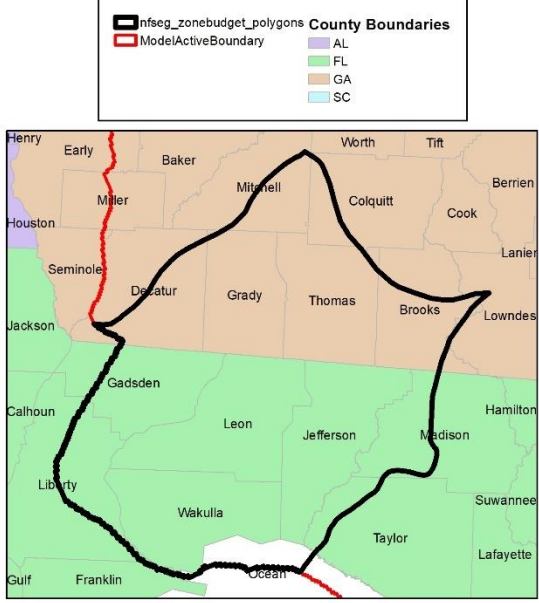 nfseg_zonebudget_polygons
ModelActiveBoundary
County Boundaries
AL
FL
GA
SC
Henry
Early
Baker
Worth
Tift
Mitchell
Berrien
Miller
Colquitt
Cook
Houston
Lanier
Seminole
Decatur
Grady
Thomas
Brooks
Lowndes
Jackson
Gadsden
Calhoun
Leon
Jefferson
Madison
Hamilton
Liberty
Wakulla
Suwannee
Taylor
Lafayette
Gulf
Franklin
Ocean